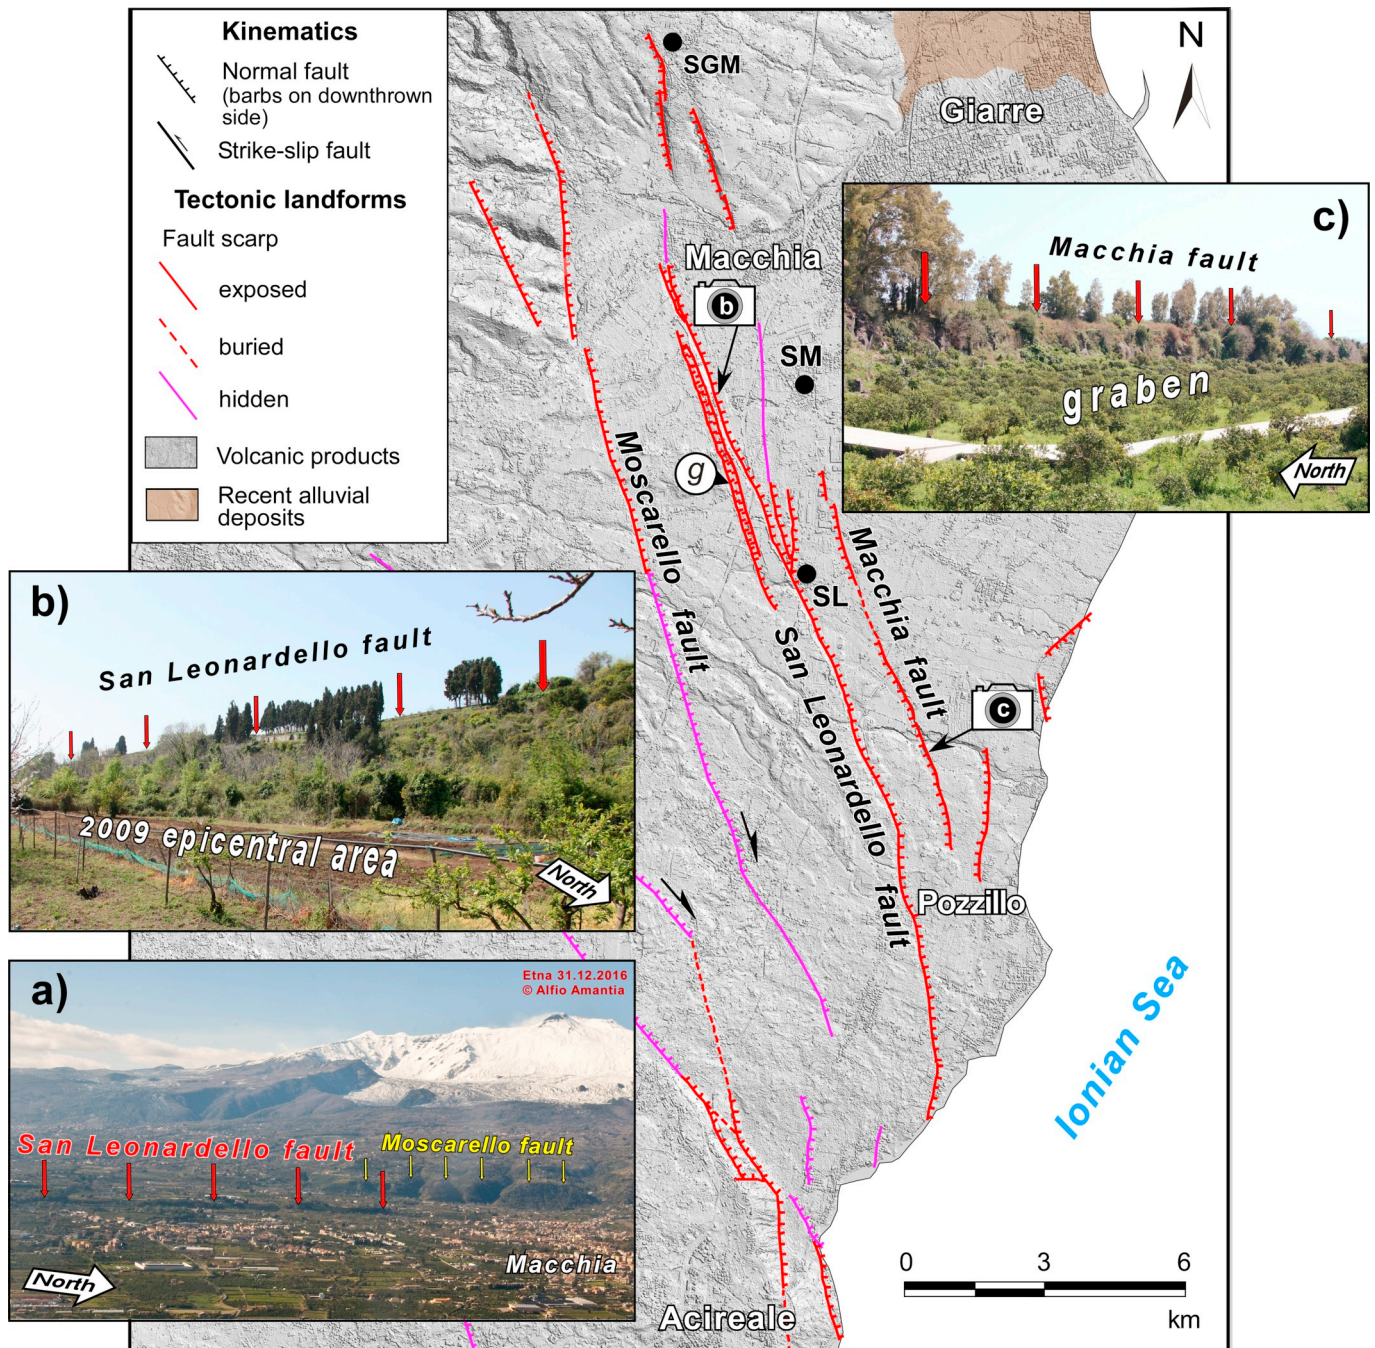 Kinematics
Normal fault
(barbs on downthrown
side)
Strike-slip fault
Tectonic landforms
Fault scarp
exposed
buried
hidden
Volcanic products
Recent alluvial
deposits
SGM
Giarre
N
Macchia
b
SM
g
Moscarello fault
SL
Macchia fault
San Leonardello fault
c
Pozzillo
Ionian Sea
Acireale
0 3 6
km
c)
Macchia fault
graben
North
b)
San Leonardello fault
2009 epicentral area
North
a)
Etna 31.12.2016
© Alfio Amantia
San Leonardello fault
Moscarello fault
Macchia
North